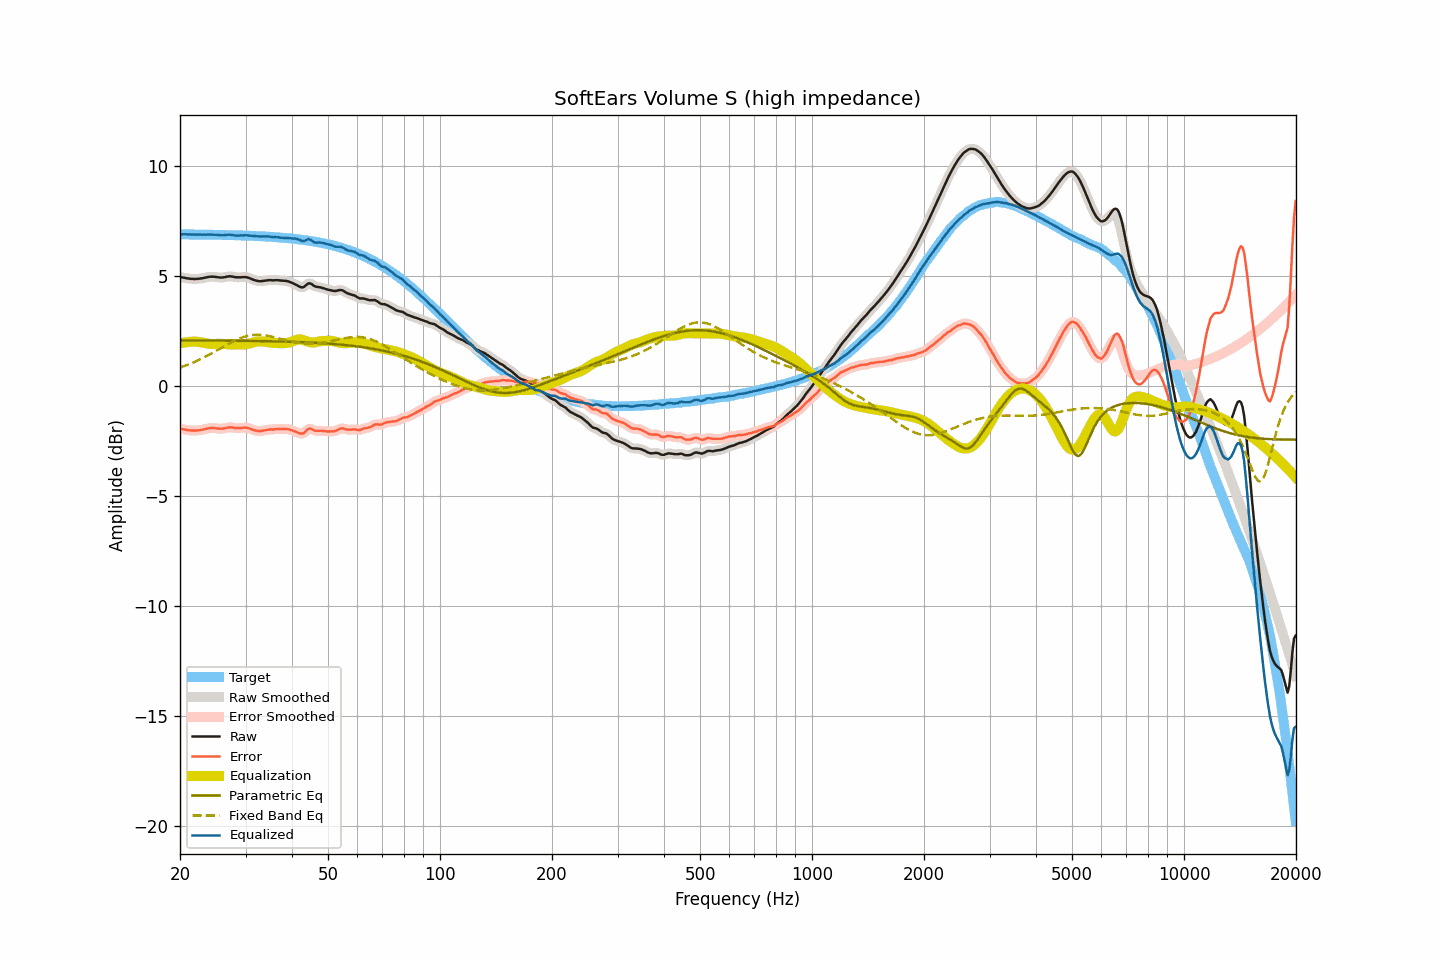 SoftEars Volume S (high impedance)
10
5
0
−5
−10
−15
−20
Amplitude (dBr)
Target
Raw Smoothed
Error Smoothed
Raw
Error
Equalization
Parametric Eq
Fixed Band Eq
Equalized
20 50 100 200 500 1000 2000 5000 10000 20000
Frequency (Hz)